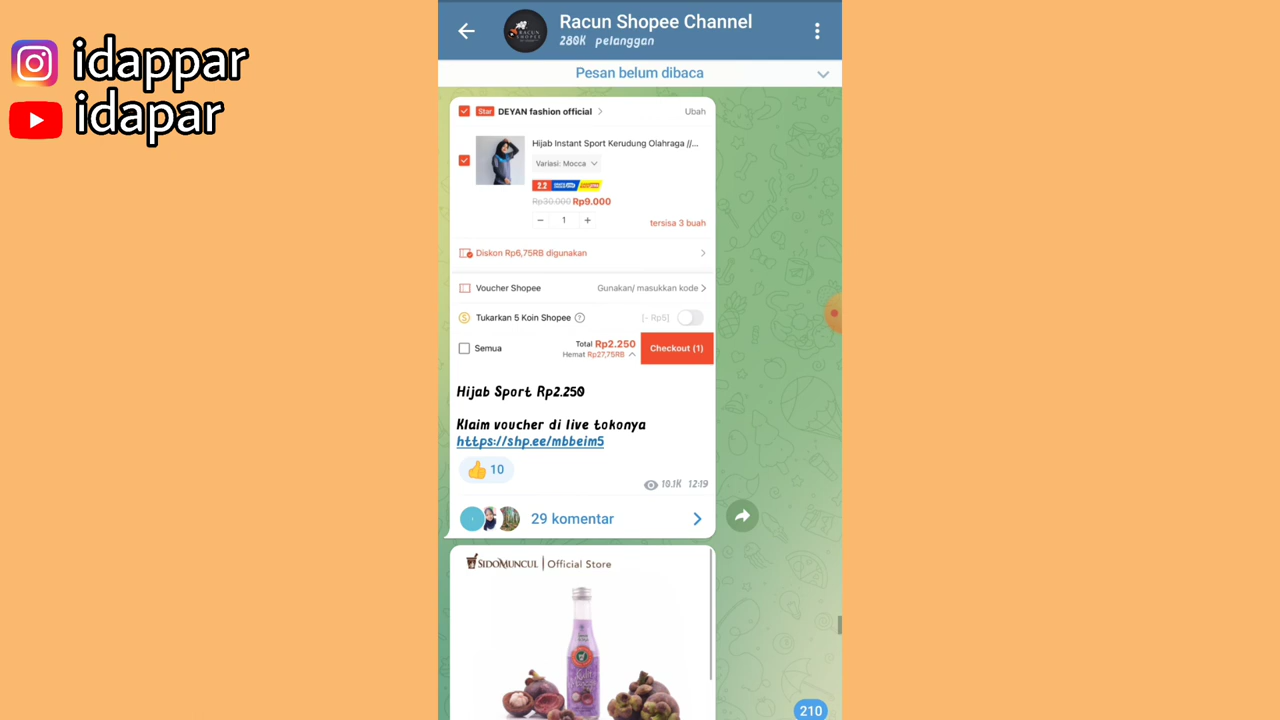 idappar
idapar
Racun Shopee Channel
280K pelanggan
Pesan belum dibaca
Star DEYAN fashion official
Ubah
Hijab Instant Sport Kerudung Olahraga //...
Variasi: Mocca
2.2
Rp30.000 Rp9.000
− 1 +
tersisa 3 buah
Diskon Rp6,75RB digunakan
Voucher Shopee
Gunakan/ masukkan kode
Tukarkan 5 Koin Shopee
[- Rp5]
Semua
Total Rp2.250
Hemat Rp27,75RB
Checkout (1)
Hijab Sport Rp2.250
Klaim voucher di live tokonya
https://shp.ee/mbbeim5
10
10.1K 12:19
29 komentar
SIDOMUNCUL | Official Store
210